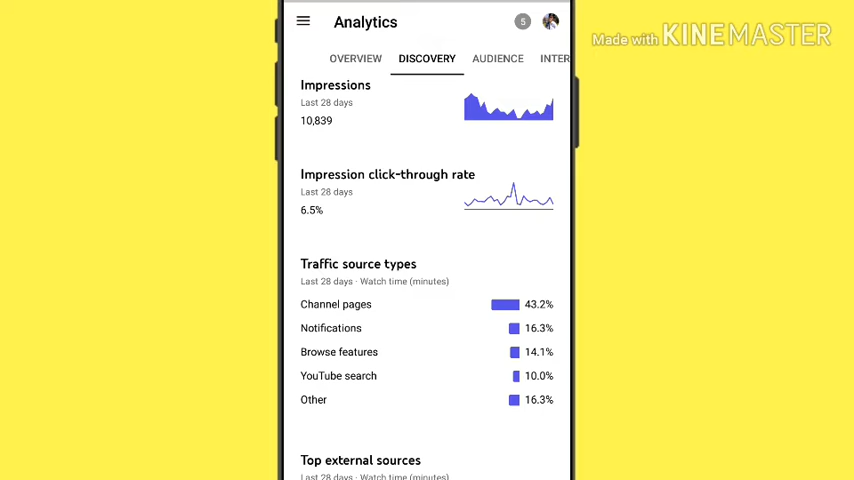 Analytics
5
Made with KINEMASTER
OVERVIEW DISCOVERY AUDIENCE INTER
Impressions
Last 28 days
10,839
Impression click-through rate
Last 28 days
6.5%
Traffic source types
Last 28 days · Watch time (minutes)
Channel pages 43.2%
Notifications 16.3%
Browse features 14.1%
YouTube search 10.0%
Other 16.3%
Top external sources
Last 28 days · Watch time (minutes)